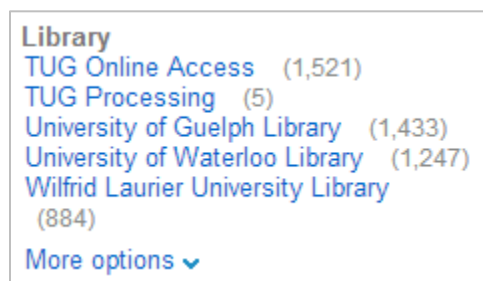 Library
TUG Online Access (1,521)
TUG Processing (5)
University of Guelph Library (1,433)
University of Waterloo Library (1,247)
Wilfrid Laurier University Library
(884)
More options